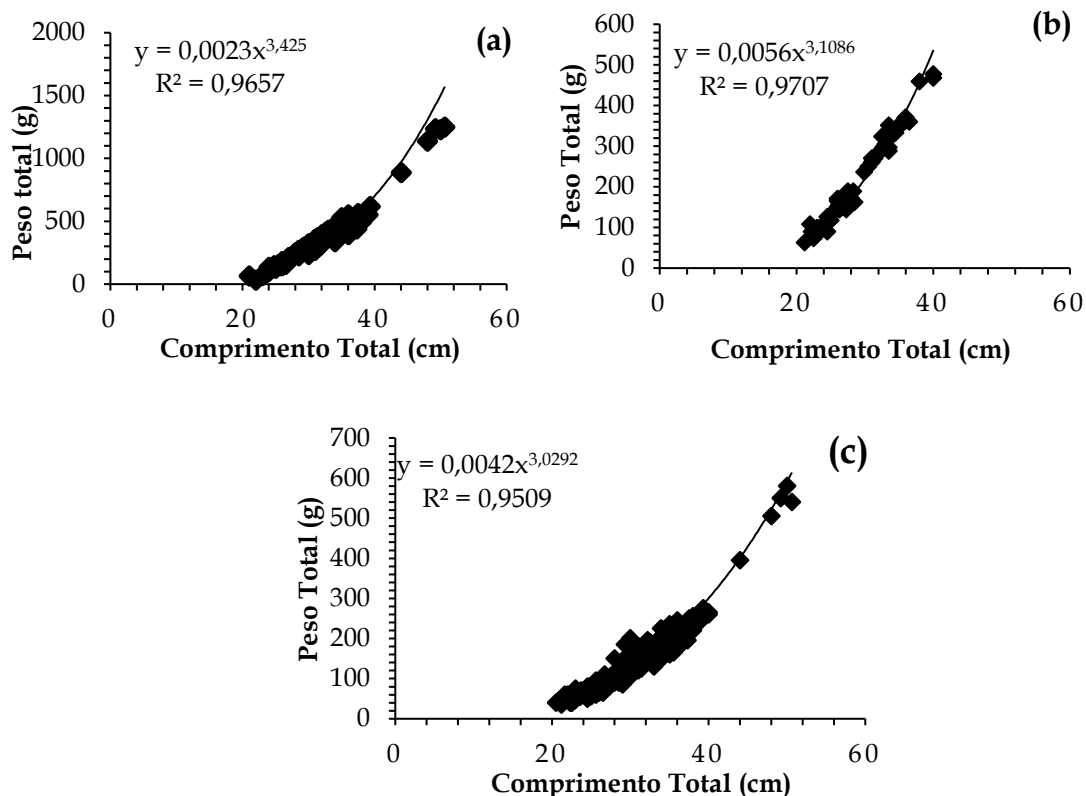 (a)
y = 0,0023x^3,425
R² = 0,9657
2000
1500
1000
500
0
Peso total (g)
0 20 40 60
Comprimento Total (cm)
(b)
y = 0,0056x^3,1086
R² = 0,9707
600
500
400
300
200
100
0
Peso Total (g)
0 20 40 60
Comprimento Total (cm)
(c)
y = 0,0042x^3,0292
R² = 0,9509
700
600
500
400
300
200
100
0
Peso Total (g)
0 20 40 60
Comprimento Total (cm)